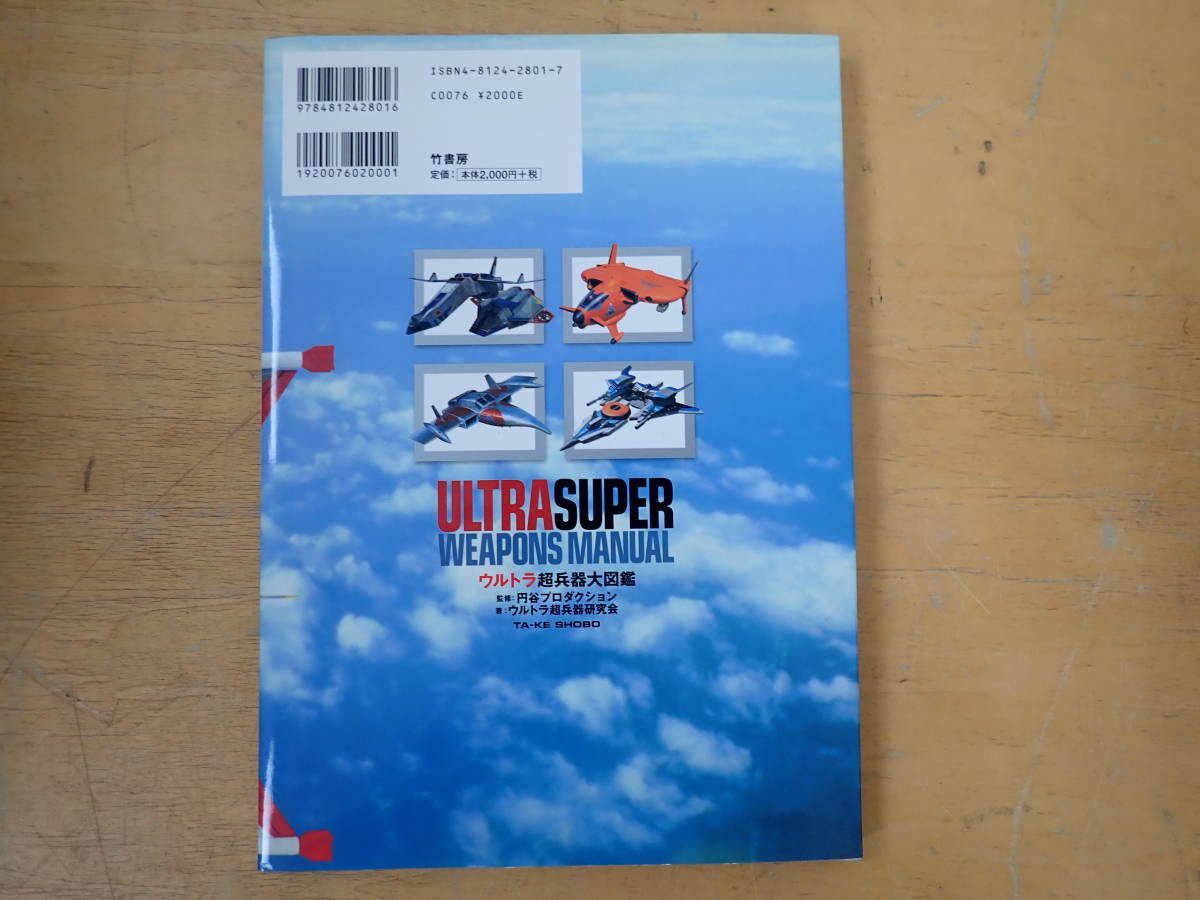 9784812428016
1920076020001
ISBN4-8124-2801-7
C0076 ¥2000E
竹書房
定価：本体2,000円＋税
ULTRASUPER
WEAPONS MANUAL
ウルトラ超兵器大図鑑
監修：円谷プロダクション
著：ウルトラ超兵器研究会
TA-KE SHOBO